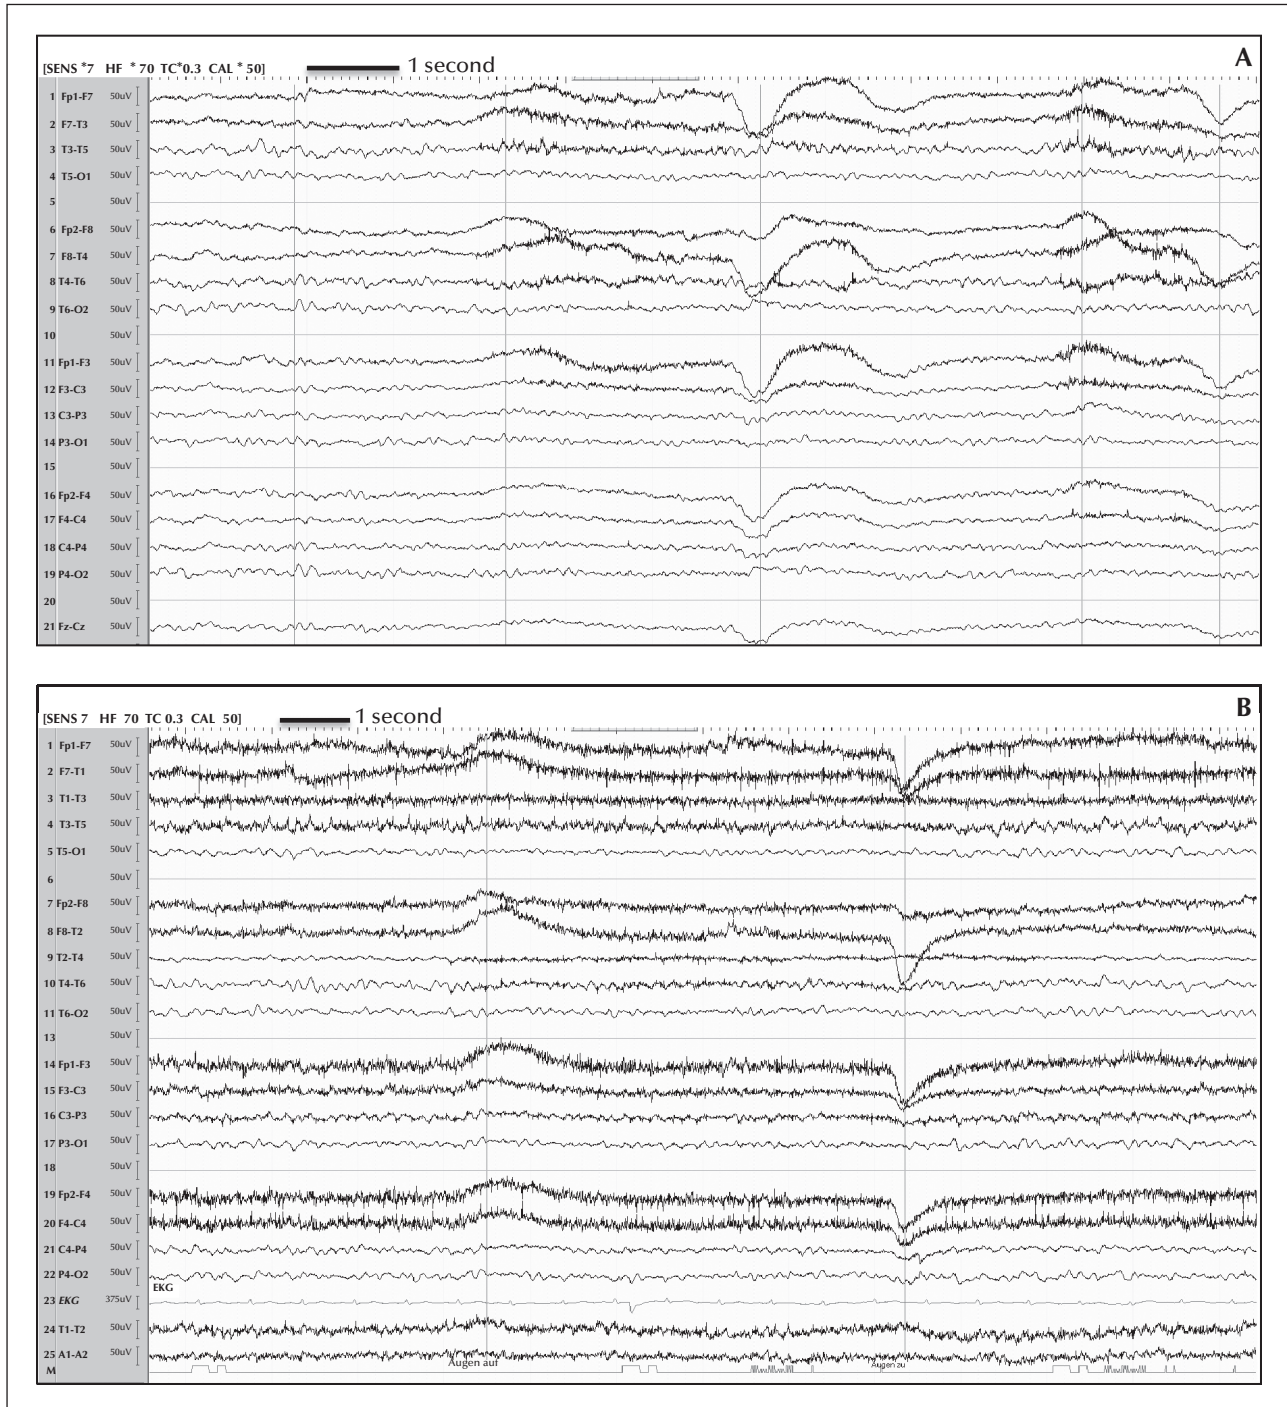 A
[SENS *7 HF * 70 TC*0.3 CAL * 50] 1 second
1 Fp1-F7 50uV
2 F7-T3 50uV
3 T3-T5 50uV
4 T5-O1 50uV
5 50uV
6 Fp2-F8 50uV
7 F8-T4 50uV
8 T4-T6 50uV
9 T6-O2 50uV
10 50uV
11 Fp1-F3 50uV
12 F3-C3 50uV
13 C3-P3 50uV
14 P3-O1 50uV
15 50uV
16 Fp2-F4 50uV
17 F4-C4 50uV
18 C4-P4 50uV
19 P4-O2 50uV
20 50uV
21 Fz-Cz 50uV
B
[SENS 7 HF 70 TC 0.3 CAL 50] 1 second
1 Fp1-F7 50uV
2 F7-T1 50uV
3 T1-T3 50uV
4 T3-T5 50uV
5 T5-O1 50uV
6 50uV
7 Fp2-F8 50uV
8 F8-T2 50uV
9 T2-T4 50uV
10 T4-T6 50uV
11 T6-O2 50uV
13 50uV
14 Fp1-F3 50uV
15 F3-C3 50uV
16 C3-P3 50uV
17 P3-O1 50uV
18 50uV
19 Fp2-F4 50uV
20 F4-C4 50uV
21 C4-P4 50uV
22 P4-O2 50uV
EKG
23 EKG 375uV
24 T1-T2 50uV
25 A1-A2 50uV
Augen auf Augen zu
M